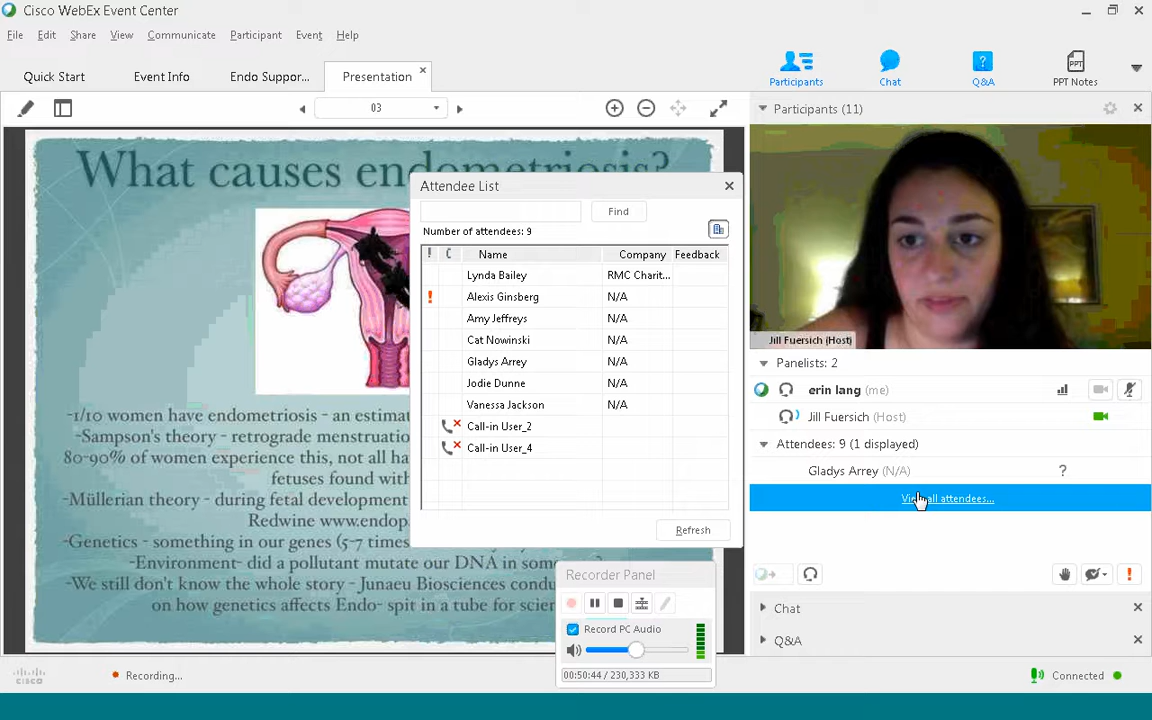 Cisco WebEx Event Center
File Edit Share View Communicate Participant Event Help
Quick Start Event Info Endo Suppor... Presentation
Participants Chat Q&A PPT Notes
03
What causes endometriosis?
-1/10 women have endometriosis - an estimat
-Sampson's theory - retrograde menstruation
80-90% of women experience this, not all ha
fetuses found with
-Müllerian theory - during fetal development
Redwine www.endop
-Genetics - something in our genes (5-7 times
-Environment- did a pollutant mutate our DNA in som
-We still don't know the whole story - Junaeu Biosciences condu
on how genetics affects Endo- spit in a tube for scien
Attendee List
Find
Number of attendees: 9
! Name Company Feedback
Lynda Bailey RMC Charit...
! Alexis Ginsberg N/A
Amy Jeffreys N/A
Cat Nowinski N/A
Gladys Arrey N/A
Jodie Dunne N/A
Vanessa Jackson N/A
Call-in User_2
Call-in User_4
Refresh
Recorder Panel
Record PC Audio
00:50:44 / 230,333 KB
Participants (11)
Jill Fuersich (Host)
Panelists: 2
erin lang (me)
Jill Fuersich (Host)
Attendees: 9 (1 displayed)
Gladys Arrey (N/A) ?
View all attendees...
Chat
Q&A
cisco Recording... Connected